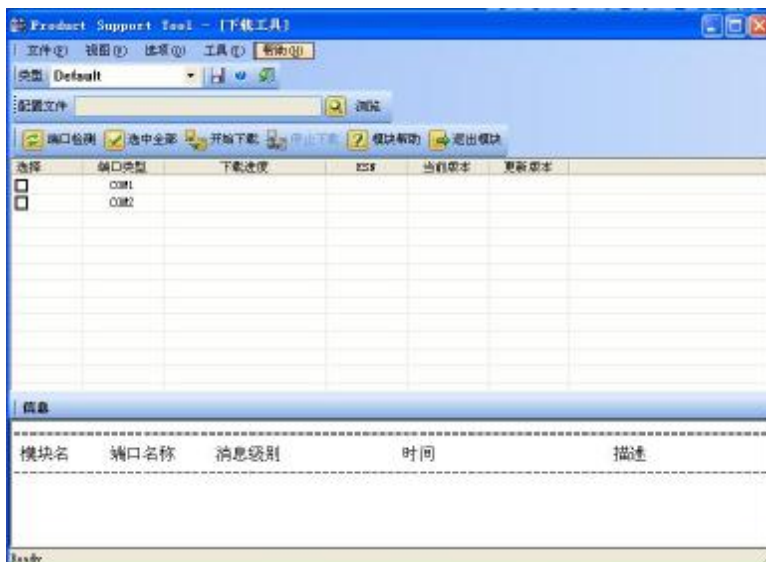 Product Support Tool - [下载工具]
文件(F) 视图(V) 选项(O) 工具(T) 帮助(H)
类型 Default
配置文件 浏览
端口检测 选中全部 开始下载 停止下载 模块帮助 退出模块
选择 端口类型 下载进度 ESN 当前版本 更新版本
COM1
COM2
信息
模块名 端口名称 消息级别 时间 描述
Ready